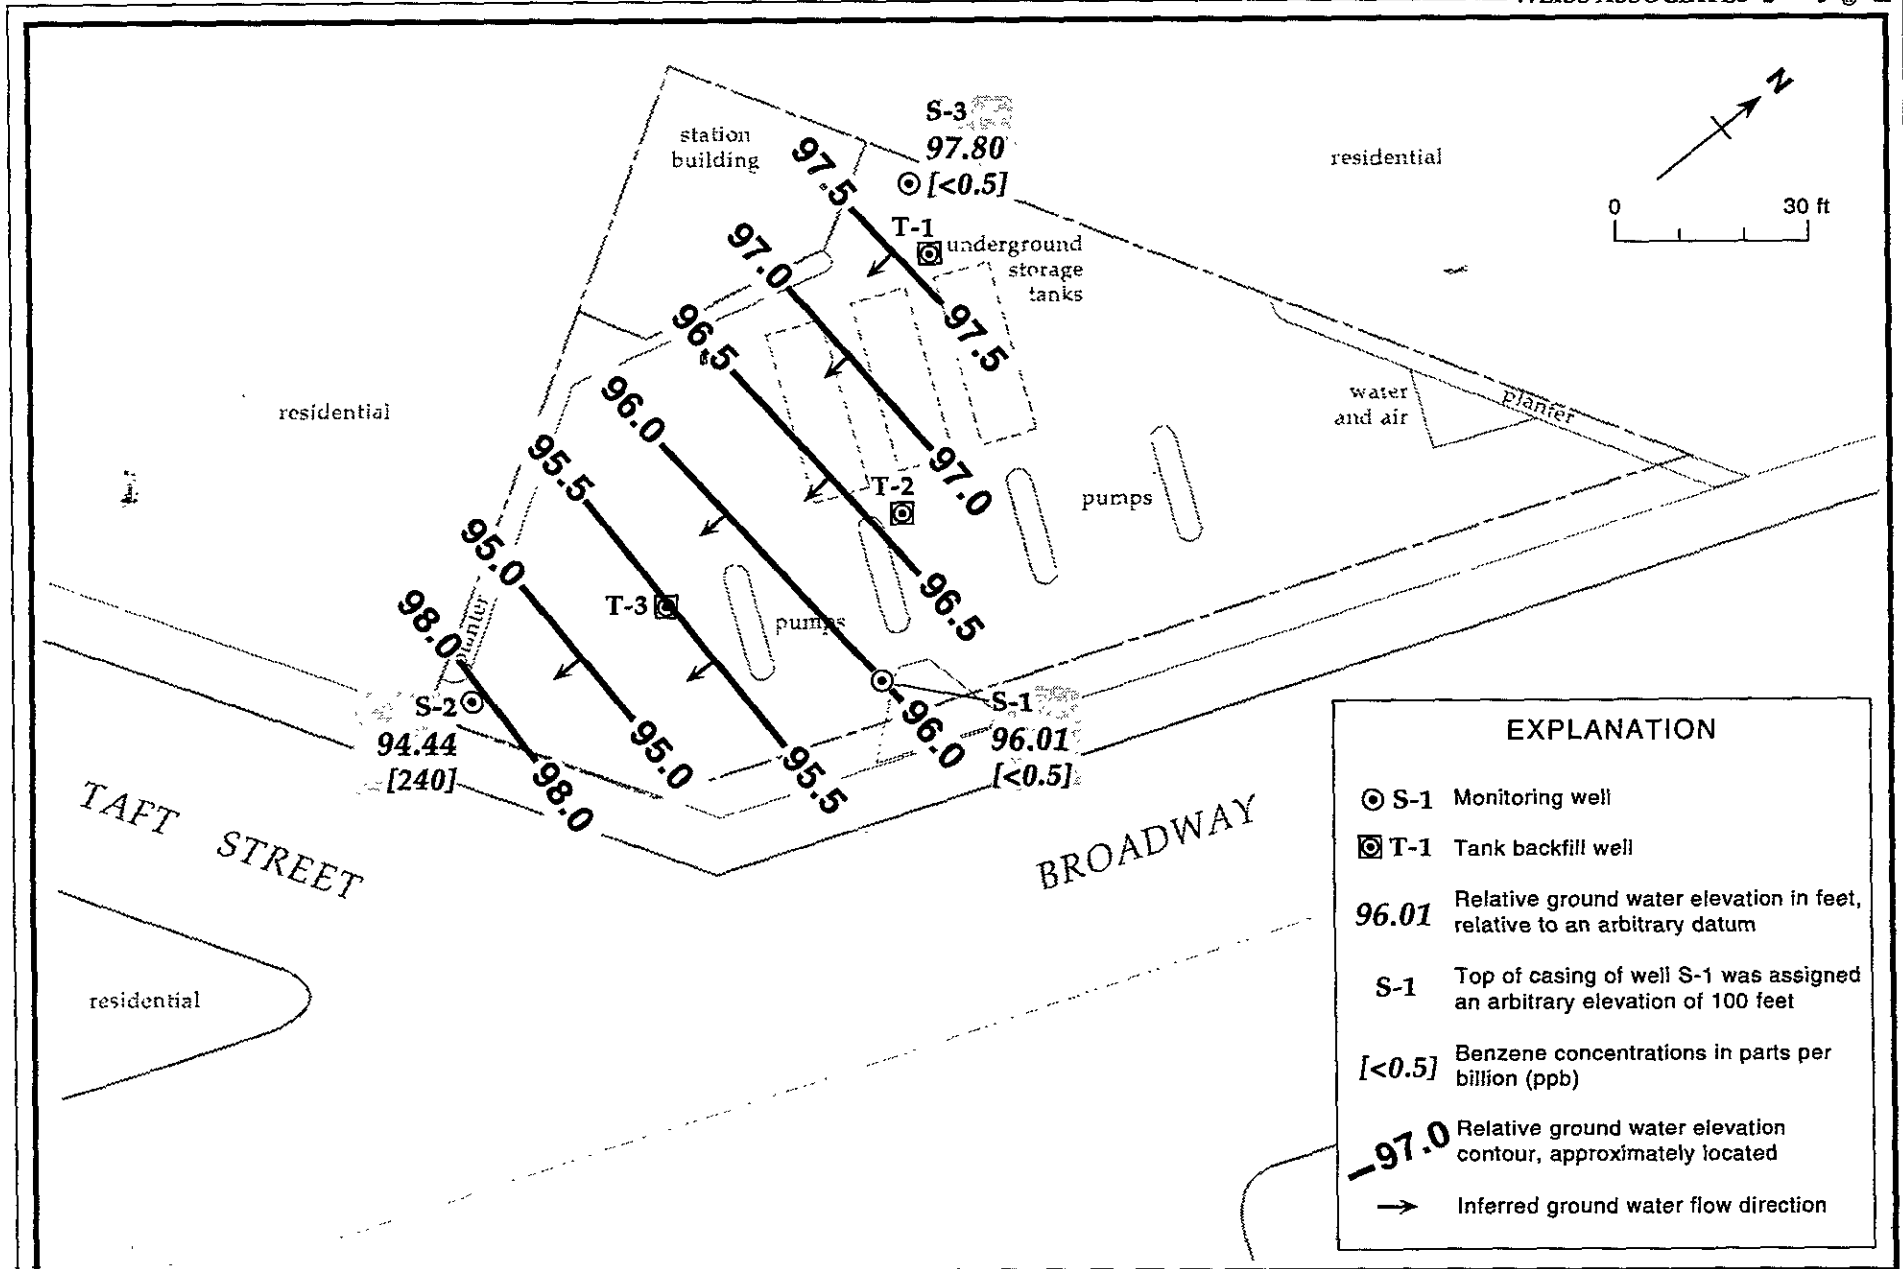 N
0 30 ft
station
building
S-3
97.80
[<0.5]
residential
97.5
T-1
underground
storage
tanks
97.0
97.5
96.5
water
and air
planter
96.0
residential
95.5
97.0
T-2
pumps
95.0
96.5
98.0
T-3
pumps
planter
S-2
94.44
[240]
95.0
98.0
95.5
96.0
S-1
96.01
[<0.5]
TAFT STREET
BROADWAY
residential
EXPLANATION
S-1 Monitoring well
T-1 Tank backfill well
96.01 Relative ground water elevation in feet,
relative to an arbitrary datum
S-1 Top of casing of well S-1 was assigned
an arbitrary elevation of 100 feet
[<0.5] Benzene concentrations in parts per
billion (ppb)
97.0 Relative ground water elevation
contour, approximately located
Inferred ground water flow direction